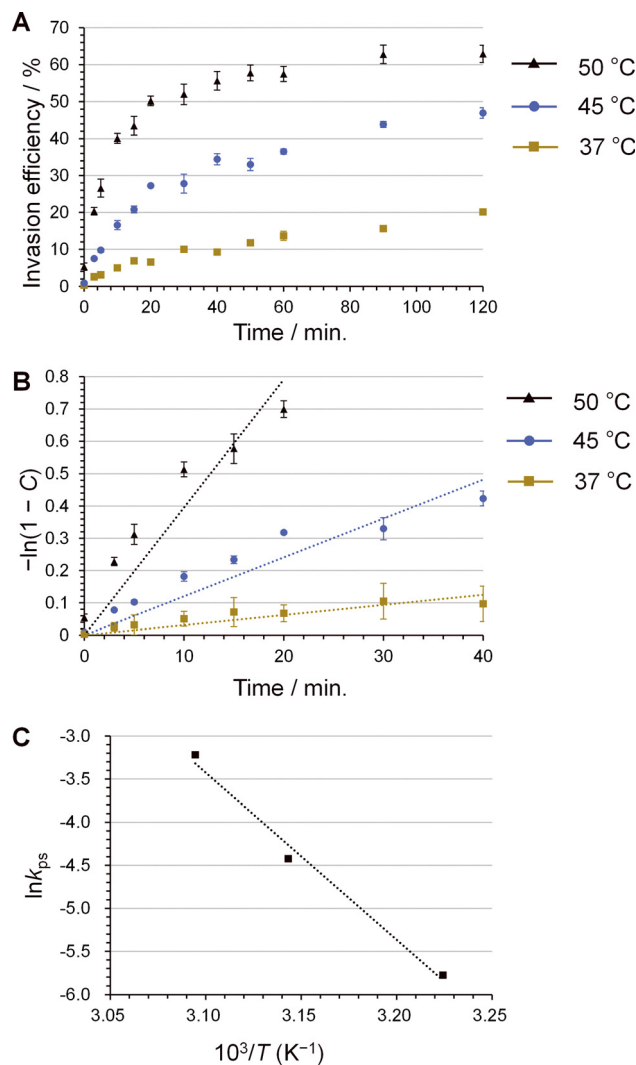 A
Invasion efficiency / %
70
60
50
40
30
20
10
0
0 20 40 60 80 100 120
Time / min.
50 °C
45 °C
37 °C
B
−ln(1 − C)
0.8
0.7
0.6
0.5
0.4
0.3
0.2
0.1
0
0 10 20 30 40
Time / min.
50 °C
45 °C
37 °C
C
lnkps
-3.0
-3.5
-4.0
-4.5
-5.0
-5.5
-6.0
3.05 3.10 3.15 3.20 3.25
10³/T (K⁻¹)